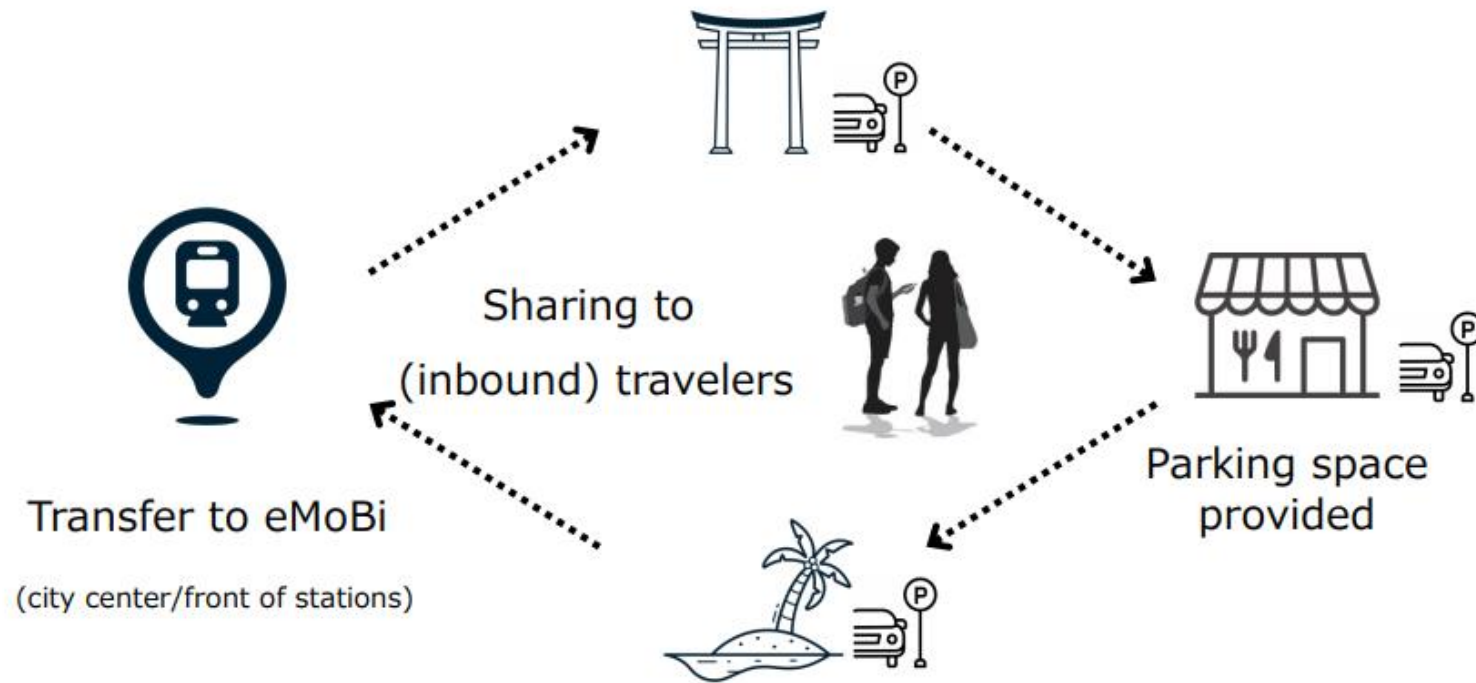 P
Sharing to
(inbound) travelers
P
Parking space
provided
Transfer to eMoBi
(city center/front of stations)
P